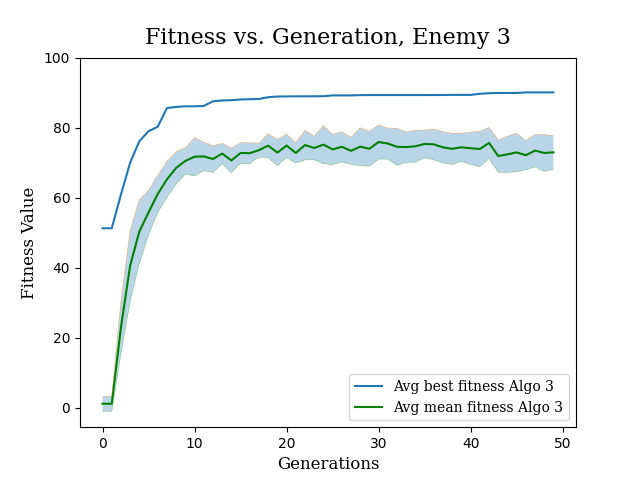 Fitness vs. Generation, Enemy 3
100
80
60
40
20
0
Fitness Value
0 10 20 30 40 50
Generations
Avg best fitness Algo 3
Avg mean fitness Algo 3